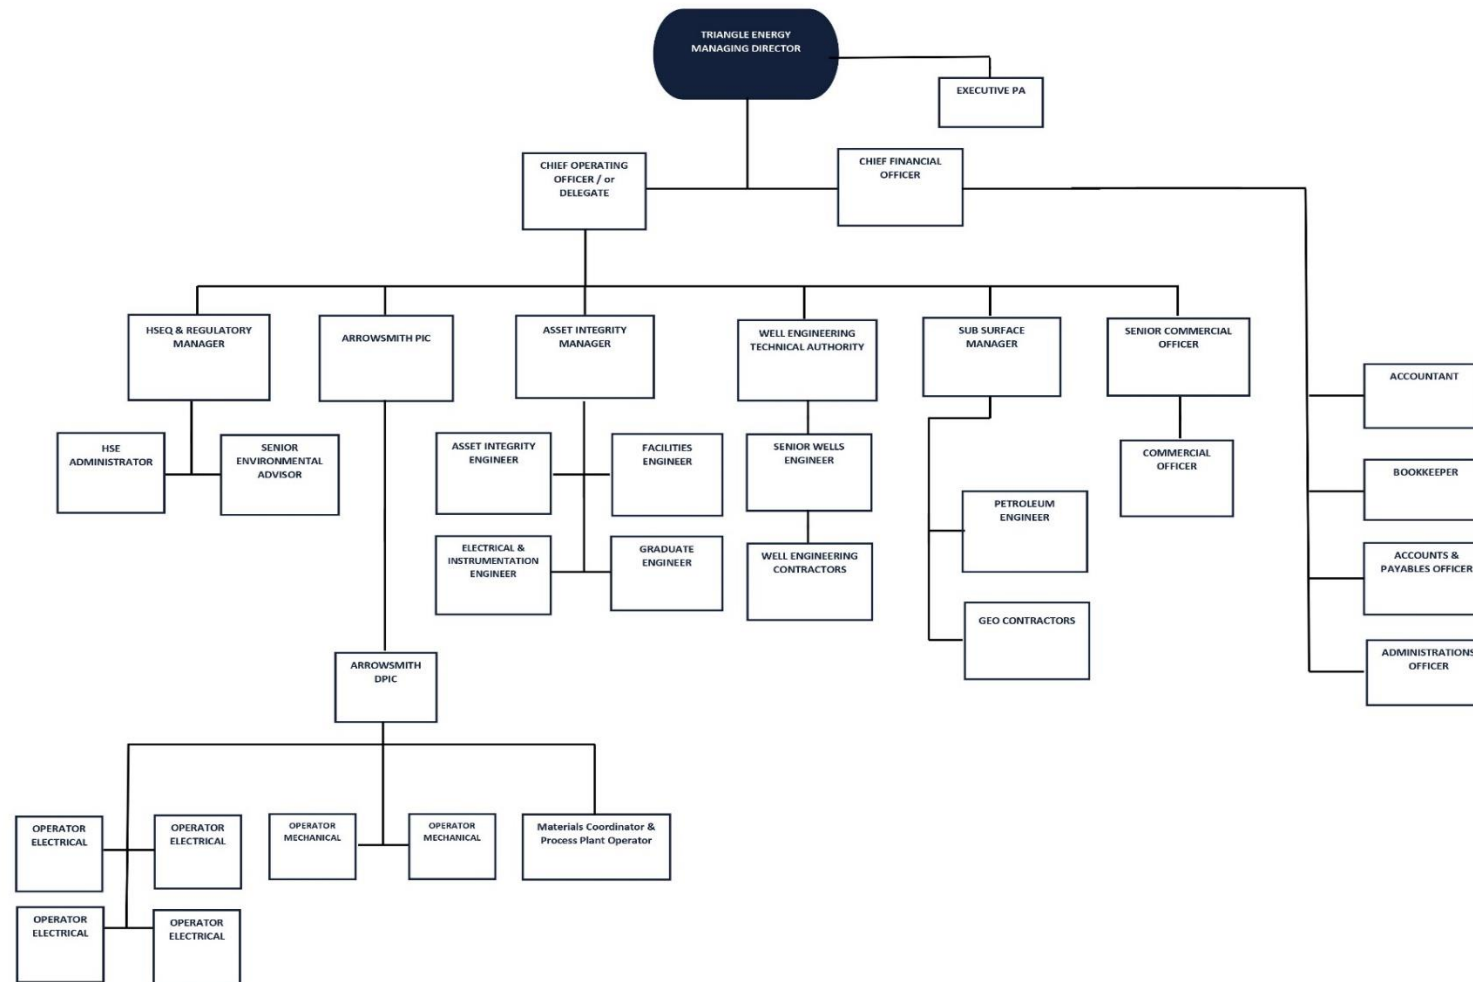 TRIANGLE ENERGY
MANAGING DIRECTOR
EXECUTIVE PA
CHIEF OPERATING
OFFICER / or
DELEGATE
CHIEF FINANCIAL
OFFICER
HSEQ & REGULATORY
MANAGER
ARROWSMITH PIC
ASSET INTEGRITY
MANAGER
WELL ENGINEERING
TECHNICAL AUTHORITY
SUB SURFACE
MANAGER
SENIOR COMMERCIAL
OFFICER
ACCOUNTANT
HSE
ADMINISTRATOR
SENIOR
ENVIRONMENTAL
ADVISOR
ASSET INTEGRITY
ENGINEER
FACILITIES
ENGINEER
SENIOR WELLS
ENGINEER
COMMERCIAL
OFFICER
BOOKKEEPER
PETROLEUM
ENGINEER
ELECTRICAL &
INSTRUMENTATION
ENGINEER
GRADUATE
ENGINEER
WELL ENGINEERING
CONTRACTORS
ACCOUNTS &
PAYABLES OFFICER
GEO CONTRACTORS
ADMINISTRATIONS
OFFICER
ARROWSMITH
DPIC
OPERATOR
ELECTRICAL
OPERATOR
ELECTRICAL
OPERATOR
MECHANICAL
OPERATOR
MECHANICAL
Materials Coordinator &
Process Plant Operator
OPERATOR
ELECTRICAL
OPERATOR
ELECTRICAL